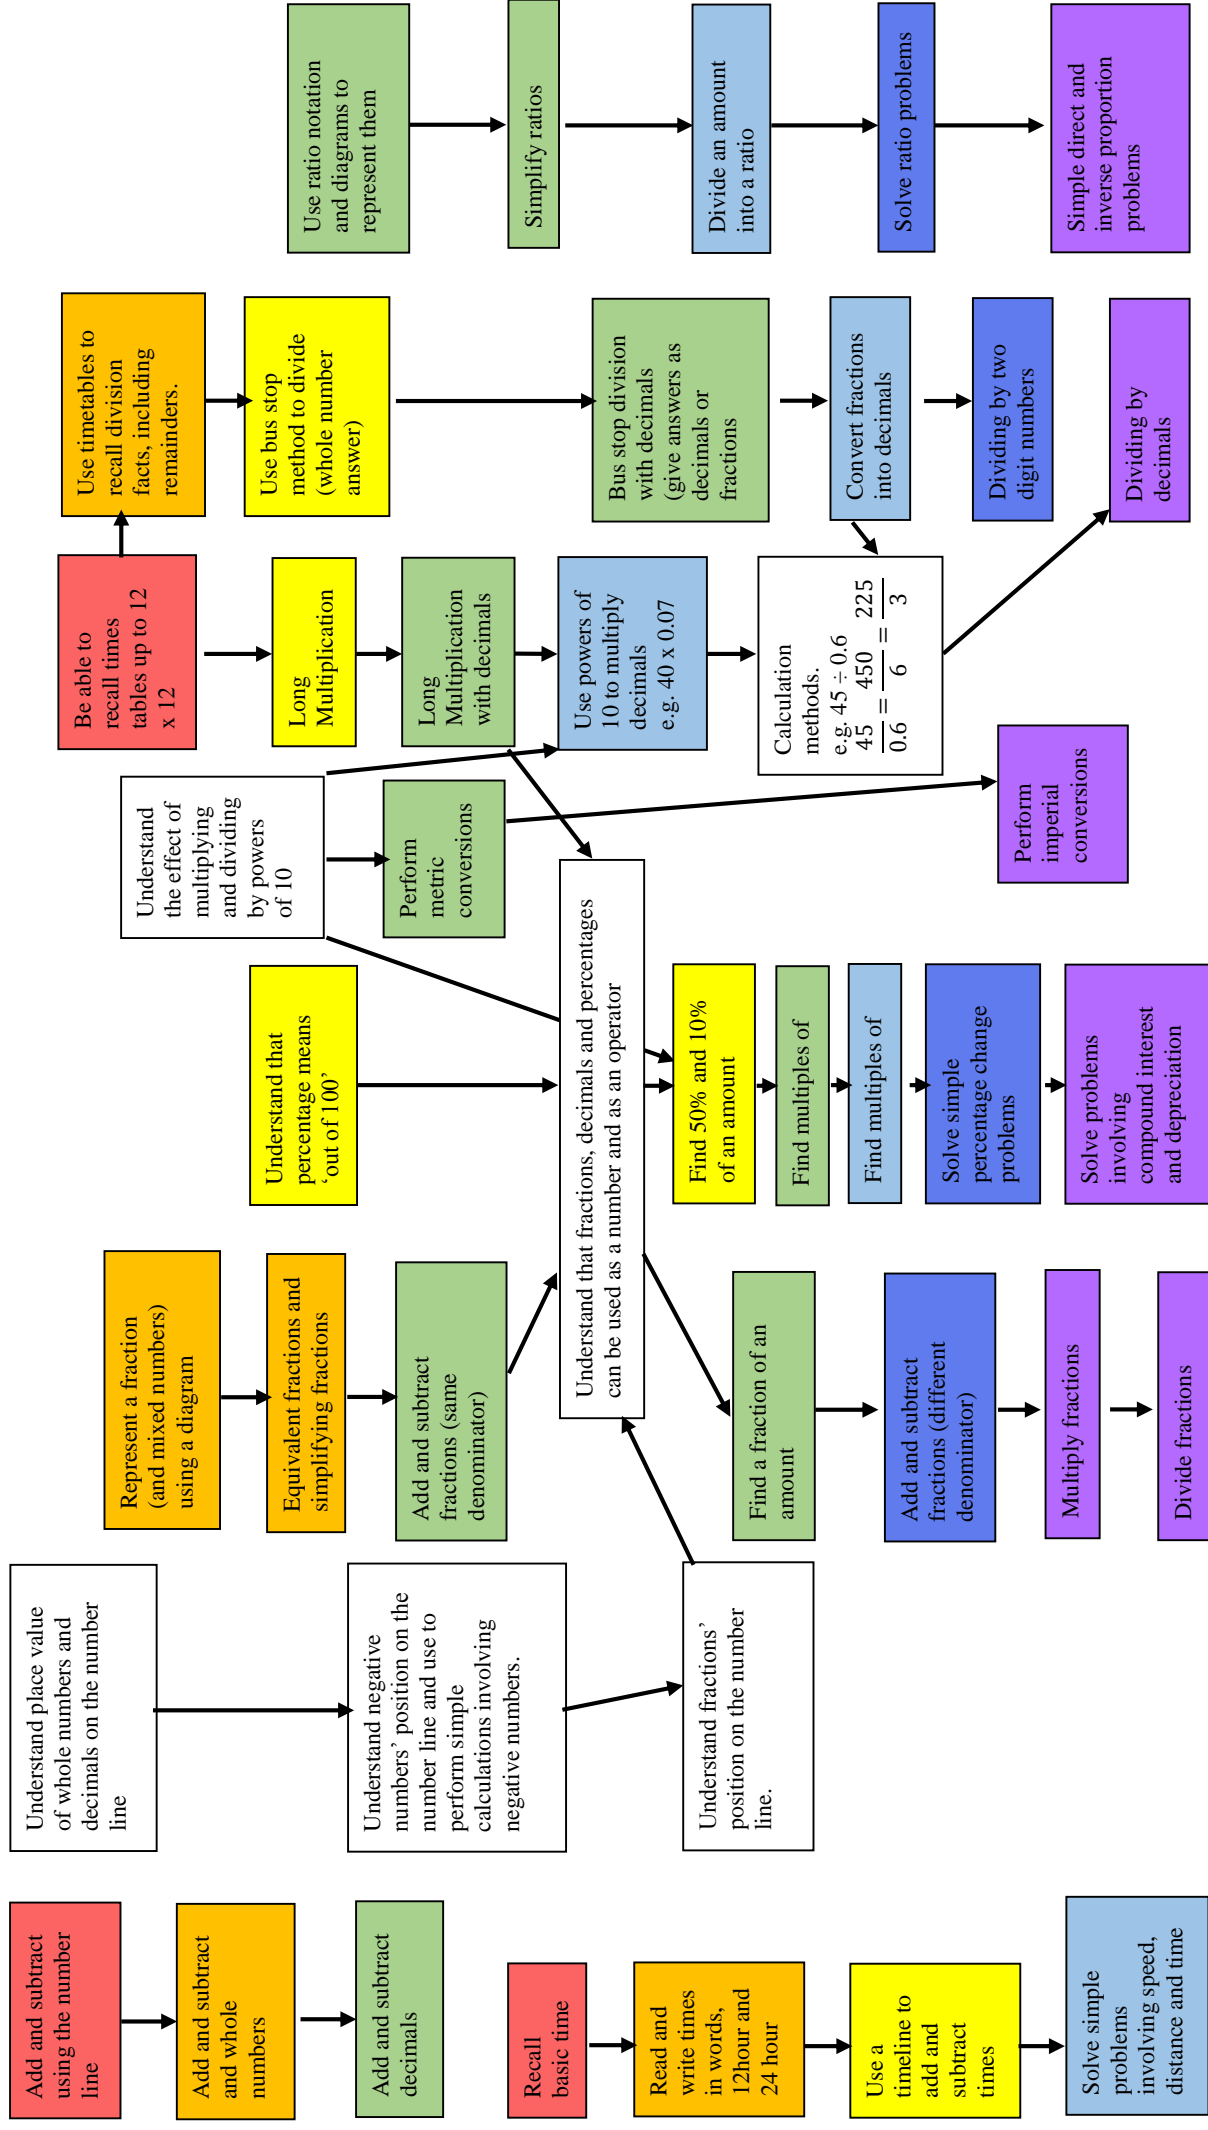 Add and subtract
using the number
line
Add and subtract
and whole
numbers
Add and subtract
decimals
Recall
basic time
Read and
write times
in words,
12hour and
24 hour
Use a
timeline to
add and
subtract
times
Solve simple
problems
involving speed,
distance and time
Understand place value
of whole numbers and
decimals on the number
line
Understand negative
numbers’ position on the
number line and use to
perform simple
calculations involving
negative numbers.
Understand fractions’
position on the number
line.
Represent a fraction
(and mixed numbers)
using a diagram
Equivalent fractions and
simplifying fractions
Add and subtract
fractions (same
denominator)
Understand that fractions, decimals and percentages
can be used as a number and as an operator
Find a fraction of an
amount
Add and subtract
fractions (different
denominator)
Multiply fractions
Divide fractions
Understand that
percentage means
‘out of 100’
Find 50% and 10%
of an amount
Find multiples of
Find multiples of
Solve simple
percentage change
problems
Solve problems
involving
compound interest
and depreciation
Understand
the effect of
multiplying
and dividing
by powers
of 10
Perform
metric
conversions
Perform
imperial
conversions
Be able to
recall times
tables up to 12
x 12
Long
Multiplication
Long
Multiplication
with decimals
Use powers of
10 to multiply
decimals
e.g. 40 x 0.07
Calculation
methods.
e.g. 45 ÷ 0.6
45/0.6 = 450/6 = 225/3
Use timetables to
recall division
facts, including
remainders.
Use bus stop
method to divide
(whole number
answer)
Bus stop division
with decimals
(give answers as
decimals or
fractions
Convert fractions
into decimals
Dividing by two
digit numbers
Dividing by
decimals
Use ratio notation
and diagrams to
represent them
Simplify ratios
Divide an amount
into a ratio
Solve ratio problems
Simple direct and
inverse proportion
problems